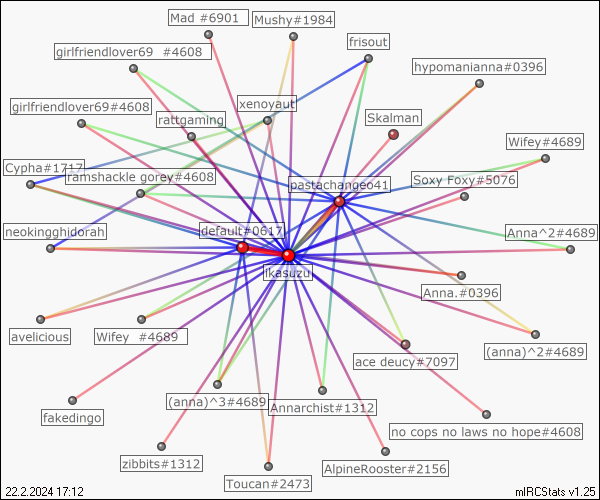 Mad #6901
Mushy#1984
girlfriendlover69 #4608
frisout
hypomanianna#0396
girlfriendlover69#4608
xenoyaut
rattgaming
Skalman
Wifey#4689
Cypha#1717
ramshackle gorey#4608
pastachangeo41
Soxy Foxy#5076
neokingghidorah
default#0617
Anna^2#4689
ikasuzu
Anna.#0396
avelicious
Wifey #4689
(anna)^2#4689
ace deucy#7097
fakedingo
(anna)^3#4689
Annarchist#1312
no cops no laws no hope#4608
zibbits#1312
AlpineRooster#2156
Toucan#2473
22.2.2024 17:12
mIRCStats v1.25